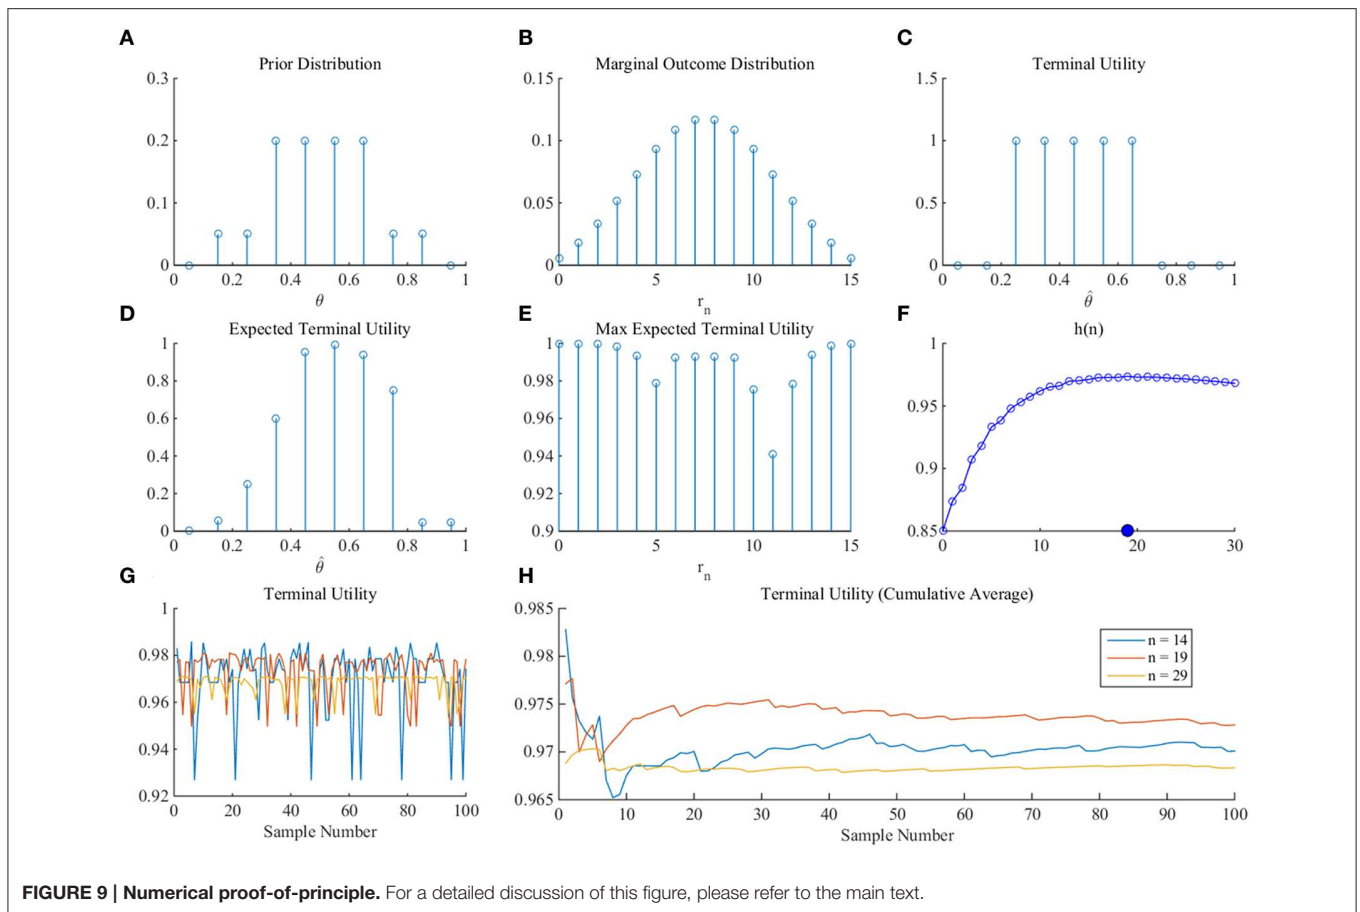 A
Prior Distribution
0.3
0.2
0.1
0
0 0.2 0.4 0.6 0.8 1
θ
B
Marginal Outcome Distribution
0.15
0.1
0.05
0
0 5 10 15
r_n
C
Terminal Utility
1.5
1
0.5
0
0 0.2 0.4 0.6 0.8 1
θ̂
D
Expected Terminal Utility
1
0.8
0.6
0.4
0.2
0
0 0.2 0.4 0.6 0.8 1
θ̂
E
Max Expected Terminal Utility
1
0.98
0.96
0.94
0.92
0.9
0 5 10 15
r_n
F
h(n)
1
0.95
0.9
0.85
0 10 20 30
G
Terminal Utility
1
0.98
0.96
0.94
0.92
0 20 40 60 80 100
Sample Number
H
Terminal Utility (Cumulative Average)
0.985
0.98
0.975
0.97
0.965
0 10 20 30 40 50 60 70 80 90 100
Sample Number
n = 14
n = 19
n = 29
FIGURE 9 | Numerical proof-of-principle. For a detailed discussion of this figure, please refer to the main text.